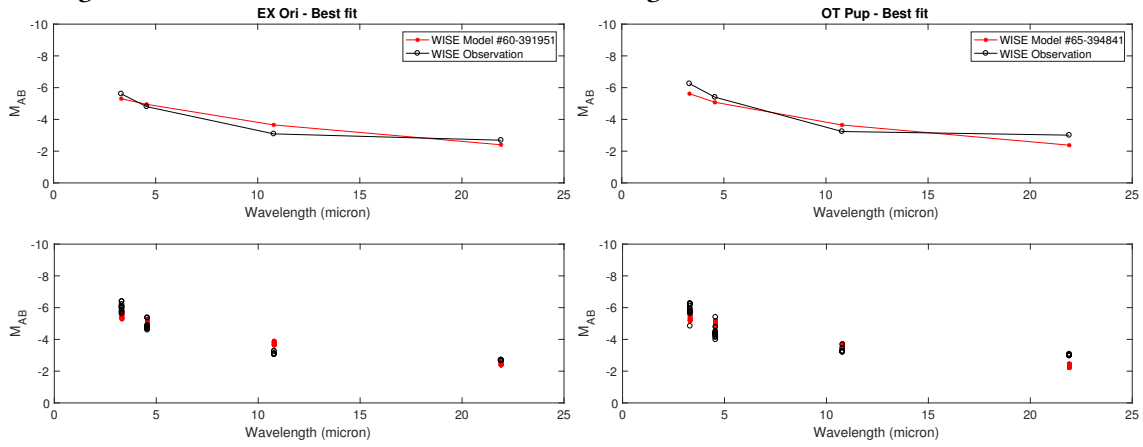 EX Ori - Best fit
-10
-8
-6
-4
-2
0
M_AB
WISE Model #60-391951
WISE Observation
0 5 10 15 20 25
Wavelength (micron)
OT Pup - Best fit
-10
-8
-6
-4
-2
0
M_AB
WISE Model #65-394841
WISE Observation
0 5 10 15 20 25
Wavelength (micron)
-10
-8
-6
-4
-2
0
M_AB
0 5 10 15 20 25
Wavelength (micron)
-10
-8
-6
-4
-2
0
M_AB
0 5 10 15 20 25
Wavelength (micron)